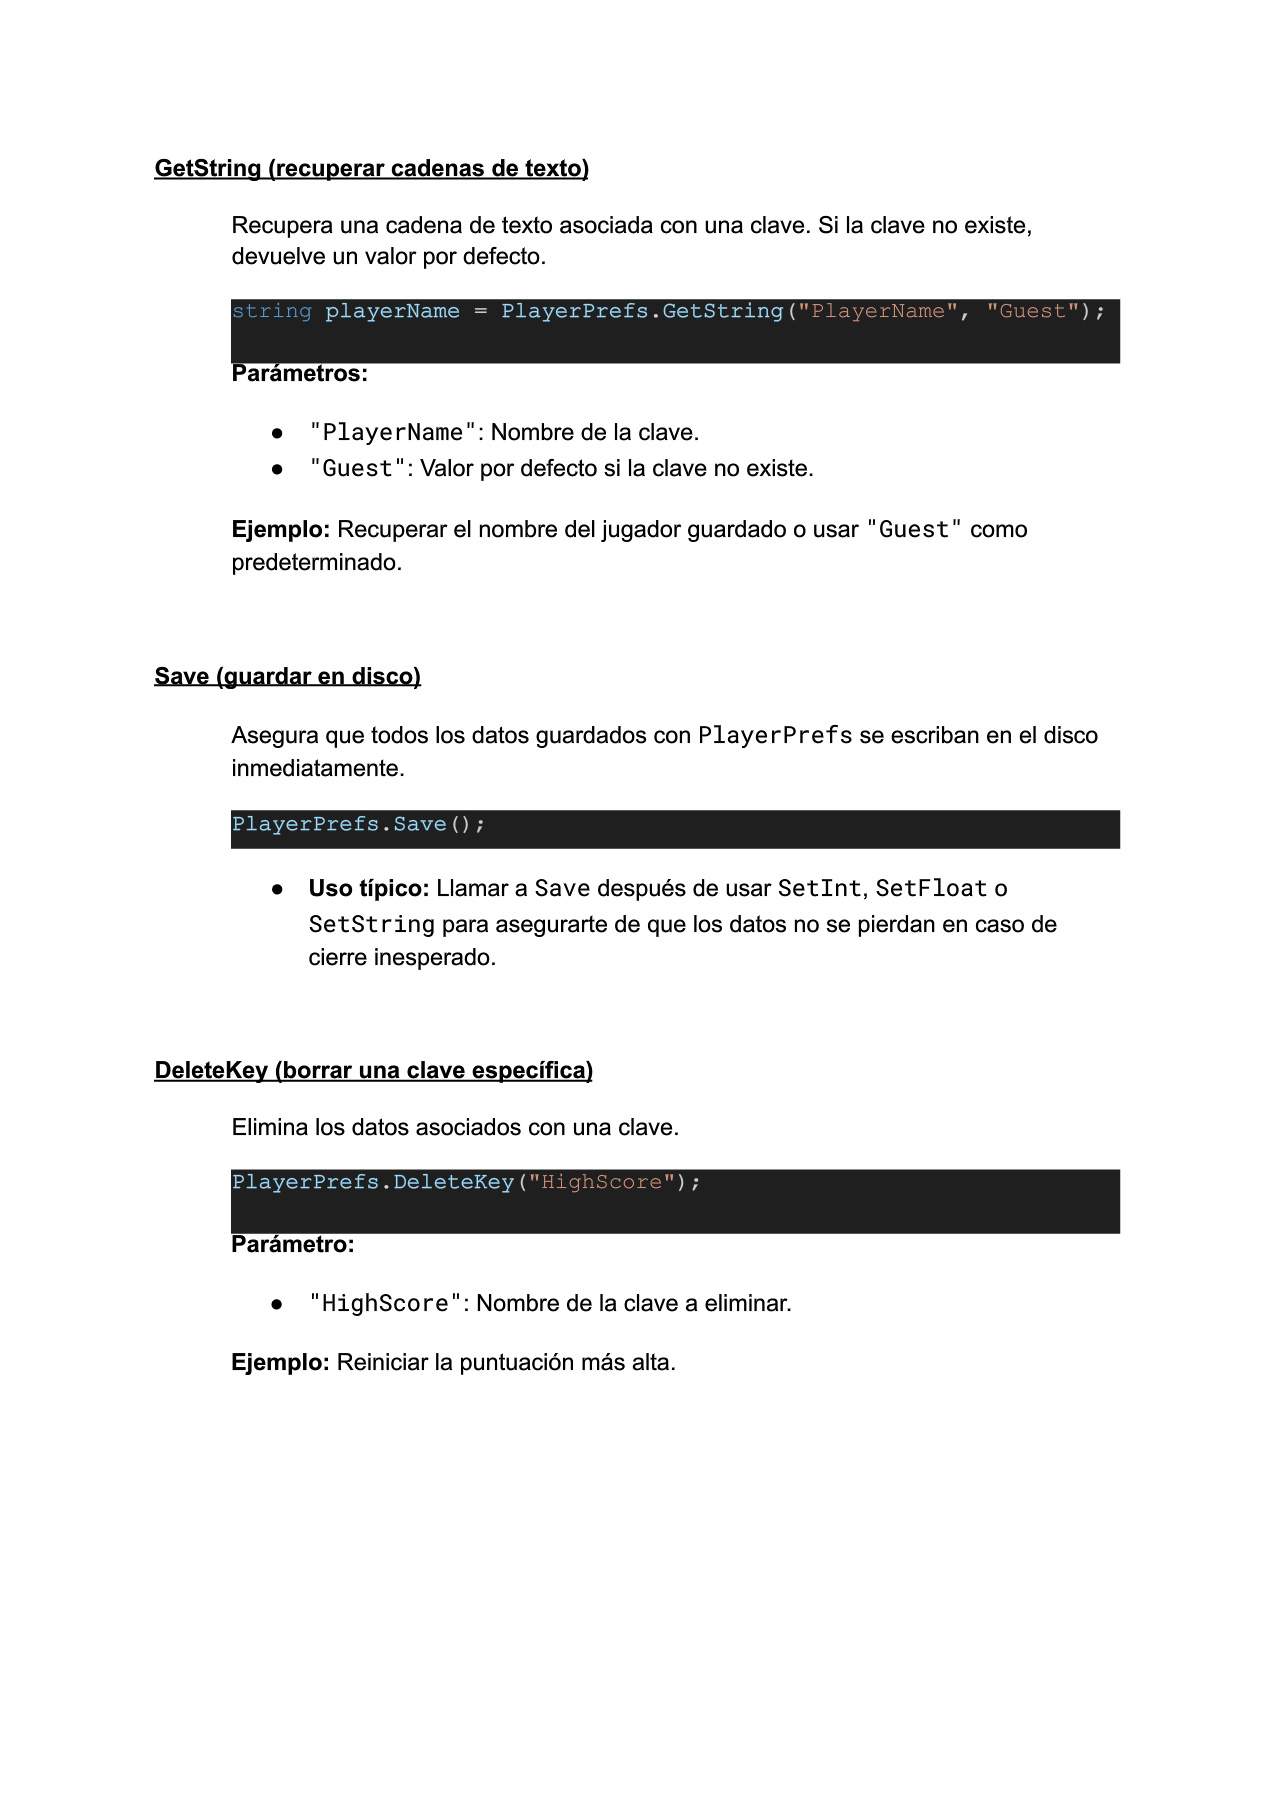 GetString (recuperar cadenas de texto)
Recupera una cadena de texto asociada con una clave. Si la clave no existe,
devuelve un valor por defecto.
string playerName = PlayerPrefs.GetString("PlayerName", "Guest");
Parámetros:
● "PlayerName": Nombre de la clave.
● "Guest": Valor por defecto si la clave no existe.
Ejemplo: Recuperar el nombre del jugador guardado o usar "Guest" como
predeterminado.
Save (guardar en disco)
Asegura que todos los datos guardados con PlayerPrefs se escriban en el disco
inmediatamente.
PlayerPrefs.Save();
● Uso típico: Llamar a Save después de usar SetInt, SetFloat o
SetString para asegurarte de que los datos no se pierdan en caso de
cierre inesperado.
DeleteKey (borrar una clave específica)
Elimina los datos asociados con una clave.
PlayerPrefs.DeleteKey("HighScore");
Parámetro:
● "HighScore": Nombre de la clave a eliminar.
Ejemplo: Reiniciar la puntuación más alta.